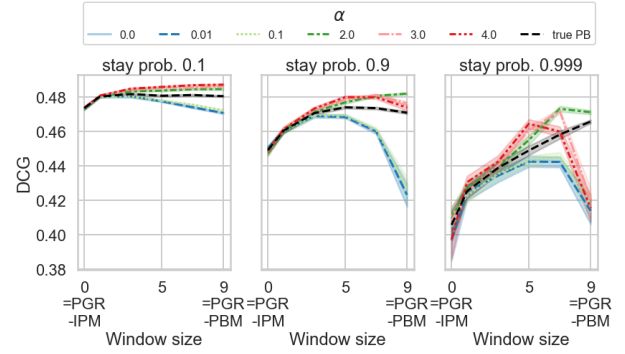 α
0.0 0.01 0.1 2.0 3.0 4.0 true PB
stay prob. 0.1 stay prob. 0.9 stay prob. 0.999
DCG
0.48
0.46
0.44
0.42
0.40
0.38
0 5 9 0 5 9 0 5 9
=PGR =PGR =PGR =PGR =PGR =PGR
-IPM -PBM -IPM -PBM -IPM -PBM
Window size Window size Window size